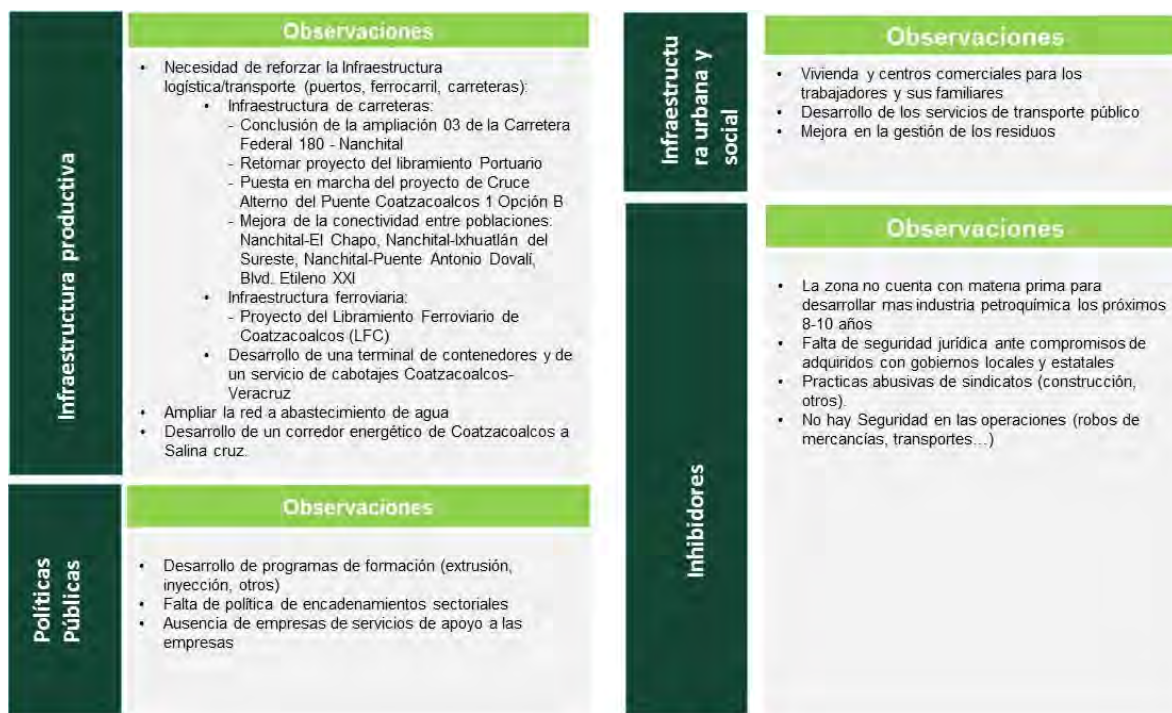 Infraestructura productiva
Observaciones
• Necesidad de reforzar la Infraestructura
logística/transporte (puertos, ferrocarril, carreteras):
• Infraestructura de carreteras:
- Conclusión de la ampliación 03 de la Carretera
Federal 180 - Nanchital
- Retomar proyecto del libramiento Portuario
- Puesta en marcha del proyecto de Cruce
Alterno del Puente Coatzacoalcos 1 Opción B
- Mejora de la conectividad entre poblaciones:
Nanchital-El Chapo, Nanchital-Ixhuatlán del
Sureste, Nanchital-Puente Antonio Dovalí,
Blvd. Etileno XXI
• Infraestructura ferroviaria:
- Proyecto del Libramiento Ferroviario de
Coatzacoalcos (LFC)
• Desarrollo de una terminal de contenedores y de
un servicio de cabotajes Coatzacoalcos-
Veracruz
• Ampliar la red a abastecimiento de agua
• Desarrollo de un corredor energético de Coatzacoalcos a
Salina cruz.
Políticas
Públicas
Observaciones
• Desarrollo de programas de formación (extrusión,
inyección, otros)
• Falta de política de encadenamientos sectoriales
• Ausencia de empresas de servicios de apoyo a las
empresas
Infraestructu
ra urbana y
social
Observaciones
• Vivienda y centros comerciales para los
trabajadores y sus familiares
• Desarrollo de los servicios de transporte público
• Mejora en la gestión de los residuos
Inhibidores
Observaciones
• La zona no cuenta con materia prima para
desarrollar mas industria petroquímica los próximos
8-10 años
• Falta de seguridad jurídica ante compromisos de
adquiridos con gobiernos locales y estatales
• Practicas abusivas de sindicatos (construcción,
otros).
• No hay Seguridad en las operaciones (robos de
mercancías, transportes…)